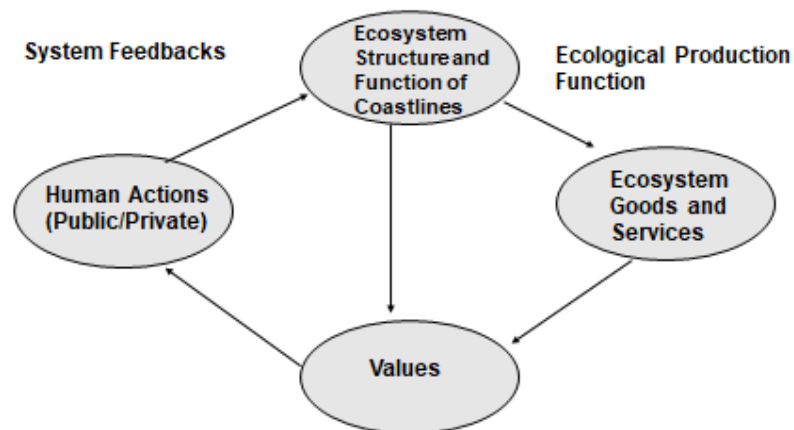 System Feedbacks
Ecosystem
Structure and
Function of
Coastlines
Ecological Production
Function
Human Actions
(Public/Private)
Ecosystem
Goods and
Services
Values